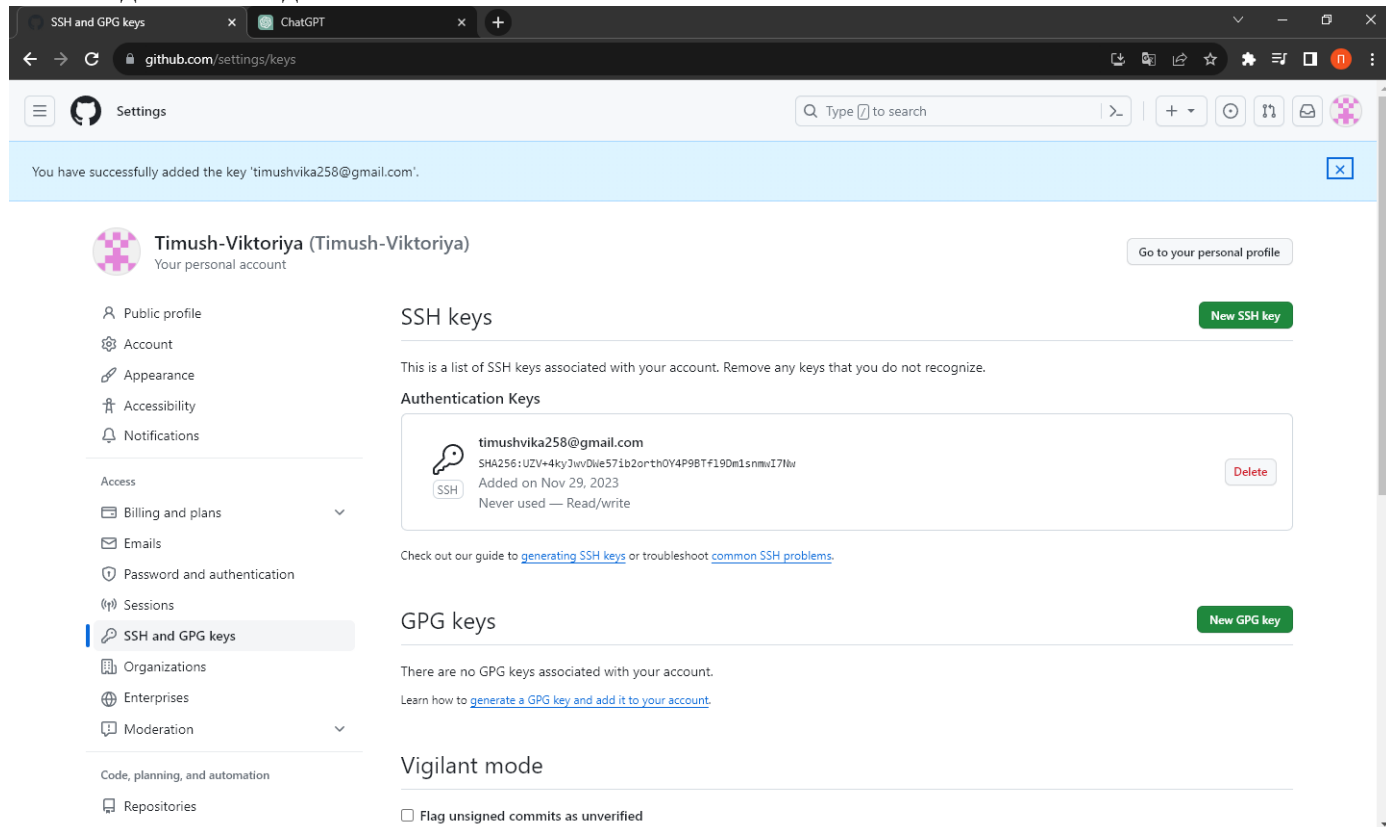 SSH and GPG keys
ChatGPT
github.com/settings/keys
П
Settings
Type / to search
You have successfully added the key 'timushvika258@gmail.com'.
Timush-Viktoriya (Timush-Viktoriya)
Your personal account
Go to your personal profile
Public profile
Account
Appearance
Accessibility
Notifications
Access
Billing and plans
Emails
Password and authentication
Sessions
SSH and GPG keys
Organizations
Enterprises
Moderation
Code, planning, and automation
Repositories
SSH keys
New SSH key
This is a list of SSH keys associated with your account. Remove any keys that you do not recognize.
Authentication Keys
timushvika258@gmail.com
SHA256:UZV+4kyJwvDWe57ib2orthOY4P9BTfl9Dm1snmwI7Nw
SSH
Added on Nov 29, 2023
Never used — Read/write
Delete
Check out our guide to generating SSH keys or troubleshoot common SSH problems.
GPG keys
New GPG key
There are no GPG keys associated with your account.
Learn how to generate a GPG key and add it to your account.
Vigilant mode
Flag unsigned commits as unverified